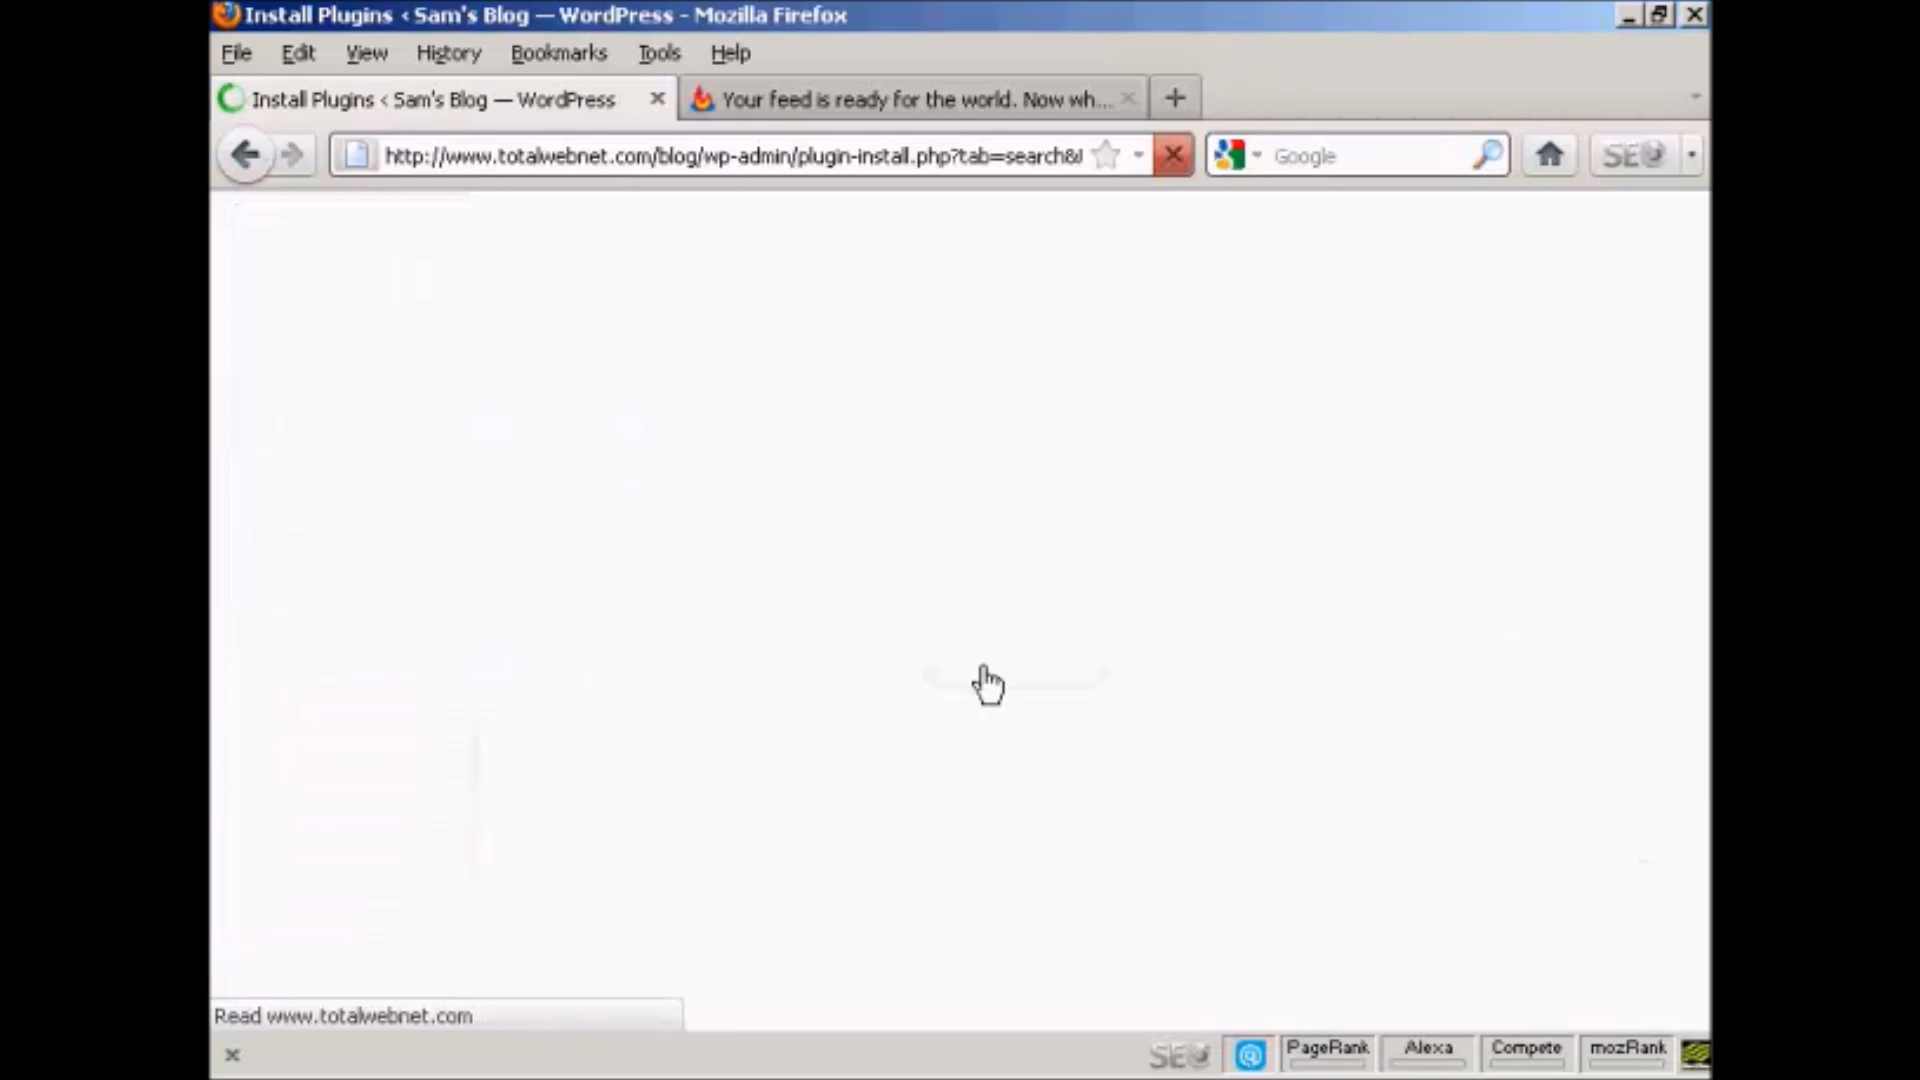 Install Plugins ‹ Sam's Blog — WordPress - Mozilla Firefox
File Edit View History Bookmarks Tools Help
Install Plugins ‹ Sam's Blog — WordPress
Your feed is ready for the world. Now wh...
http://www.totalwebnet.com/blog/wp-admin/plugin-install.php?tab=search&
Google
SEO
Read www.totalwebnet.com
SEO PageRank Alexa Compete mozRank